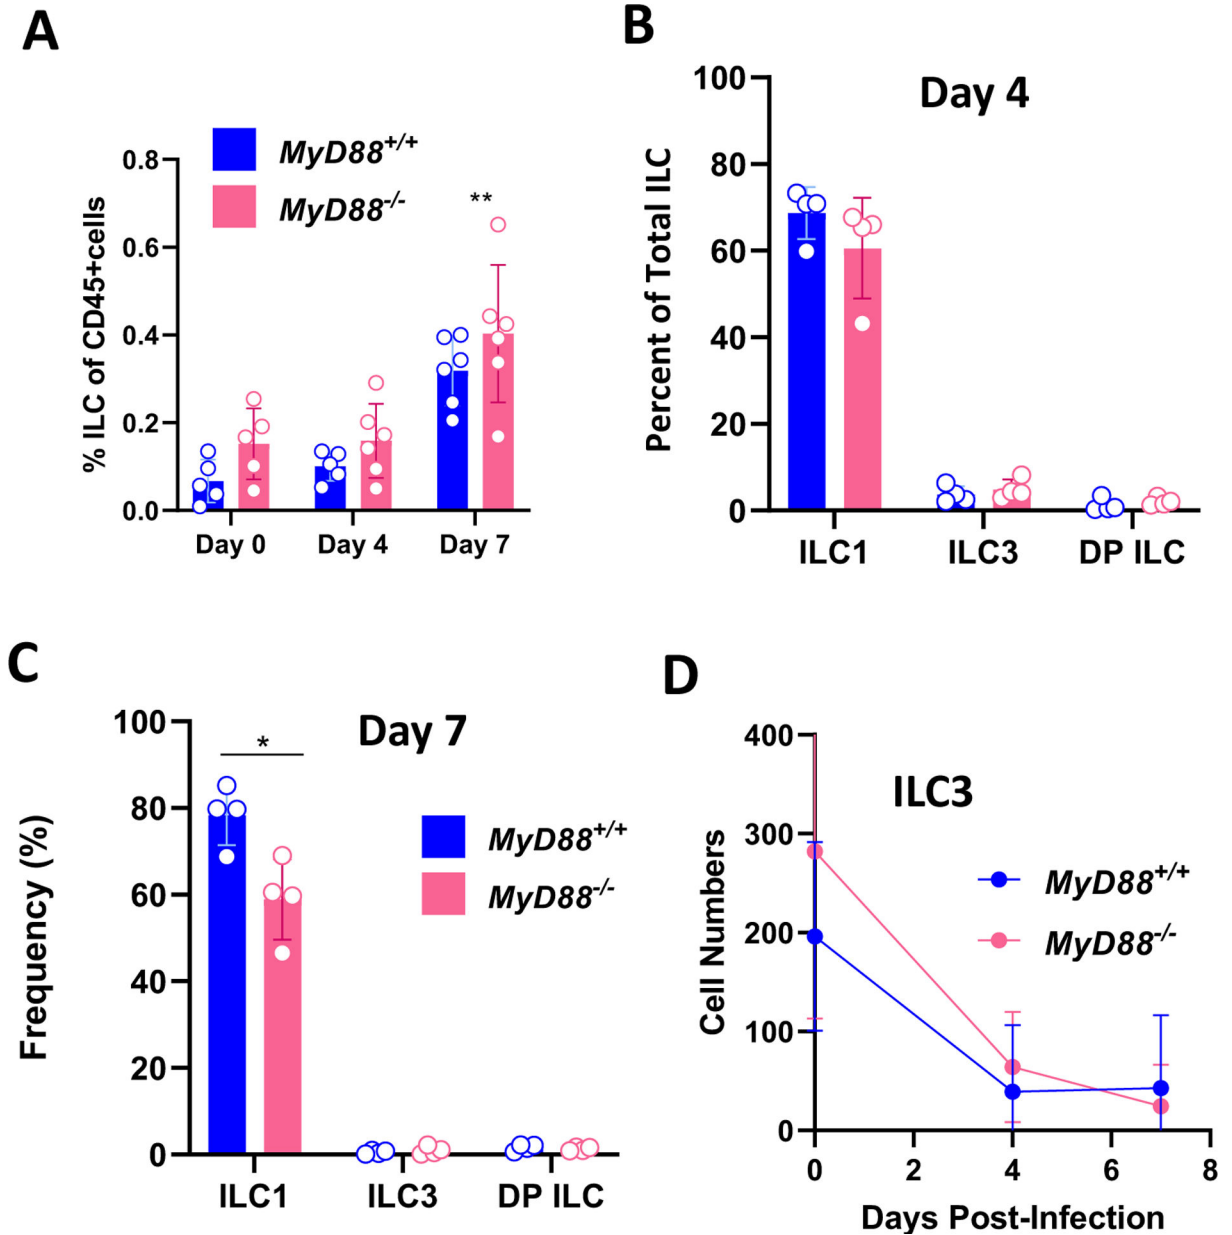 A
MyD88+/+
MyD88-/-
% ILC of CD45+cells
0.8
0.6
0.4
0.2
0.0
**
Day 0 Day 4 Day 7
B
Day 4
Percent of Total ILC
100
80
60
40
20
0
ILC1 ILC3 DP ILC
C
Day 7
Frequency (%)
100
80
60
40
20
0
*
MyD88+/+
MyD88-/-
ILC1 ILC3 DP ILC
D
ILC3
Cell Numbers
400
300
200
100
0
MyD88+/+
MyD88-/-
0 2 4 6 8
Days Post-Infection